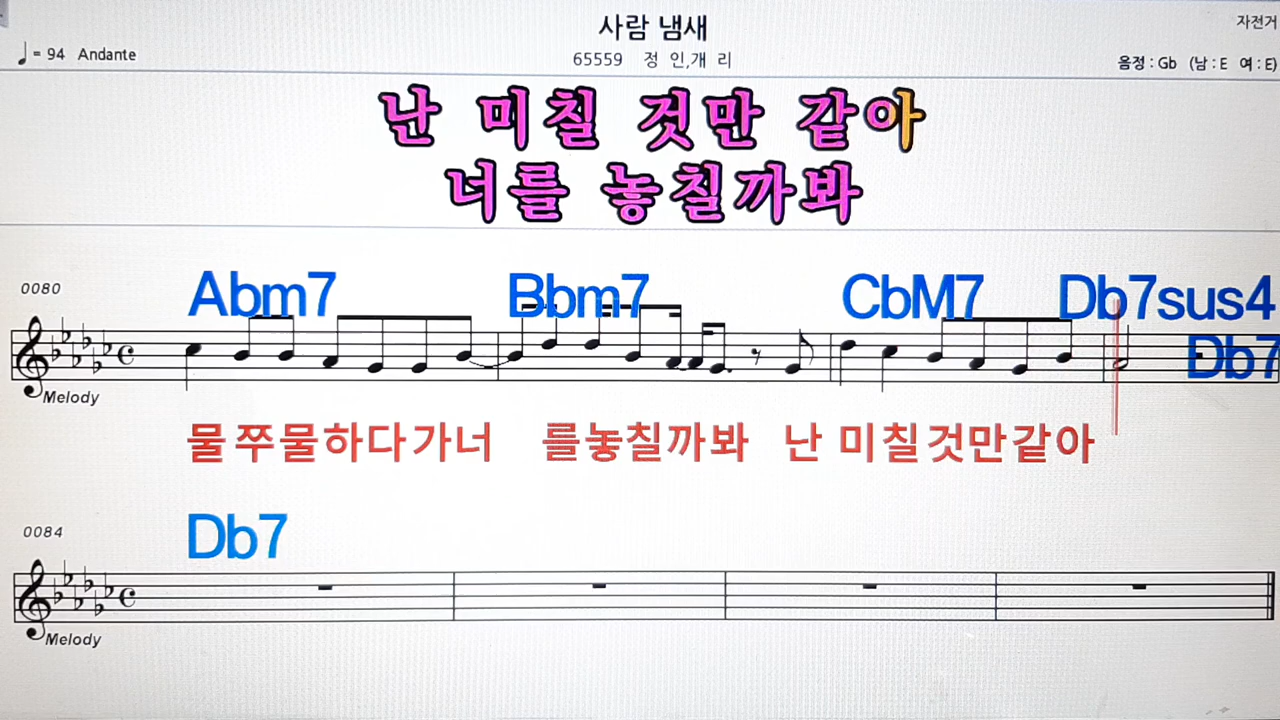 사람 냄새
자전거
♩= 94 Andante
65559 정 인,개 리
음정 : Gb (남 : E 여 : E)
난 미칠 것만 같아
너를 놓칠까봐
0080
Abm7 Bbm7 CbM7 Db7sus4
Db7
Melody
물쭈물하다가너 를놓칠까봐 난 미칠것만같아
0084
Db7
Melody